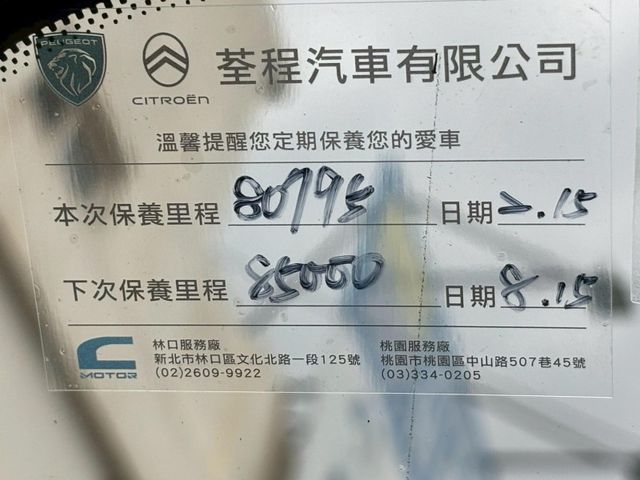 PEUGEOT
CITROËN
荃程汽車有限公司
溫馨提醒您定期保養您的愛車
本次保養里程 80795 日期 2.15
下次保養里程 85000 日期 8.15
C MOTOR
林口服務廠
新北市林口區文化北路一段125號
(02)2609-9922
桃園服務廠
桃園市桃園區中山路507巷45號
(03)334-0205